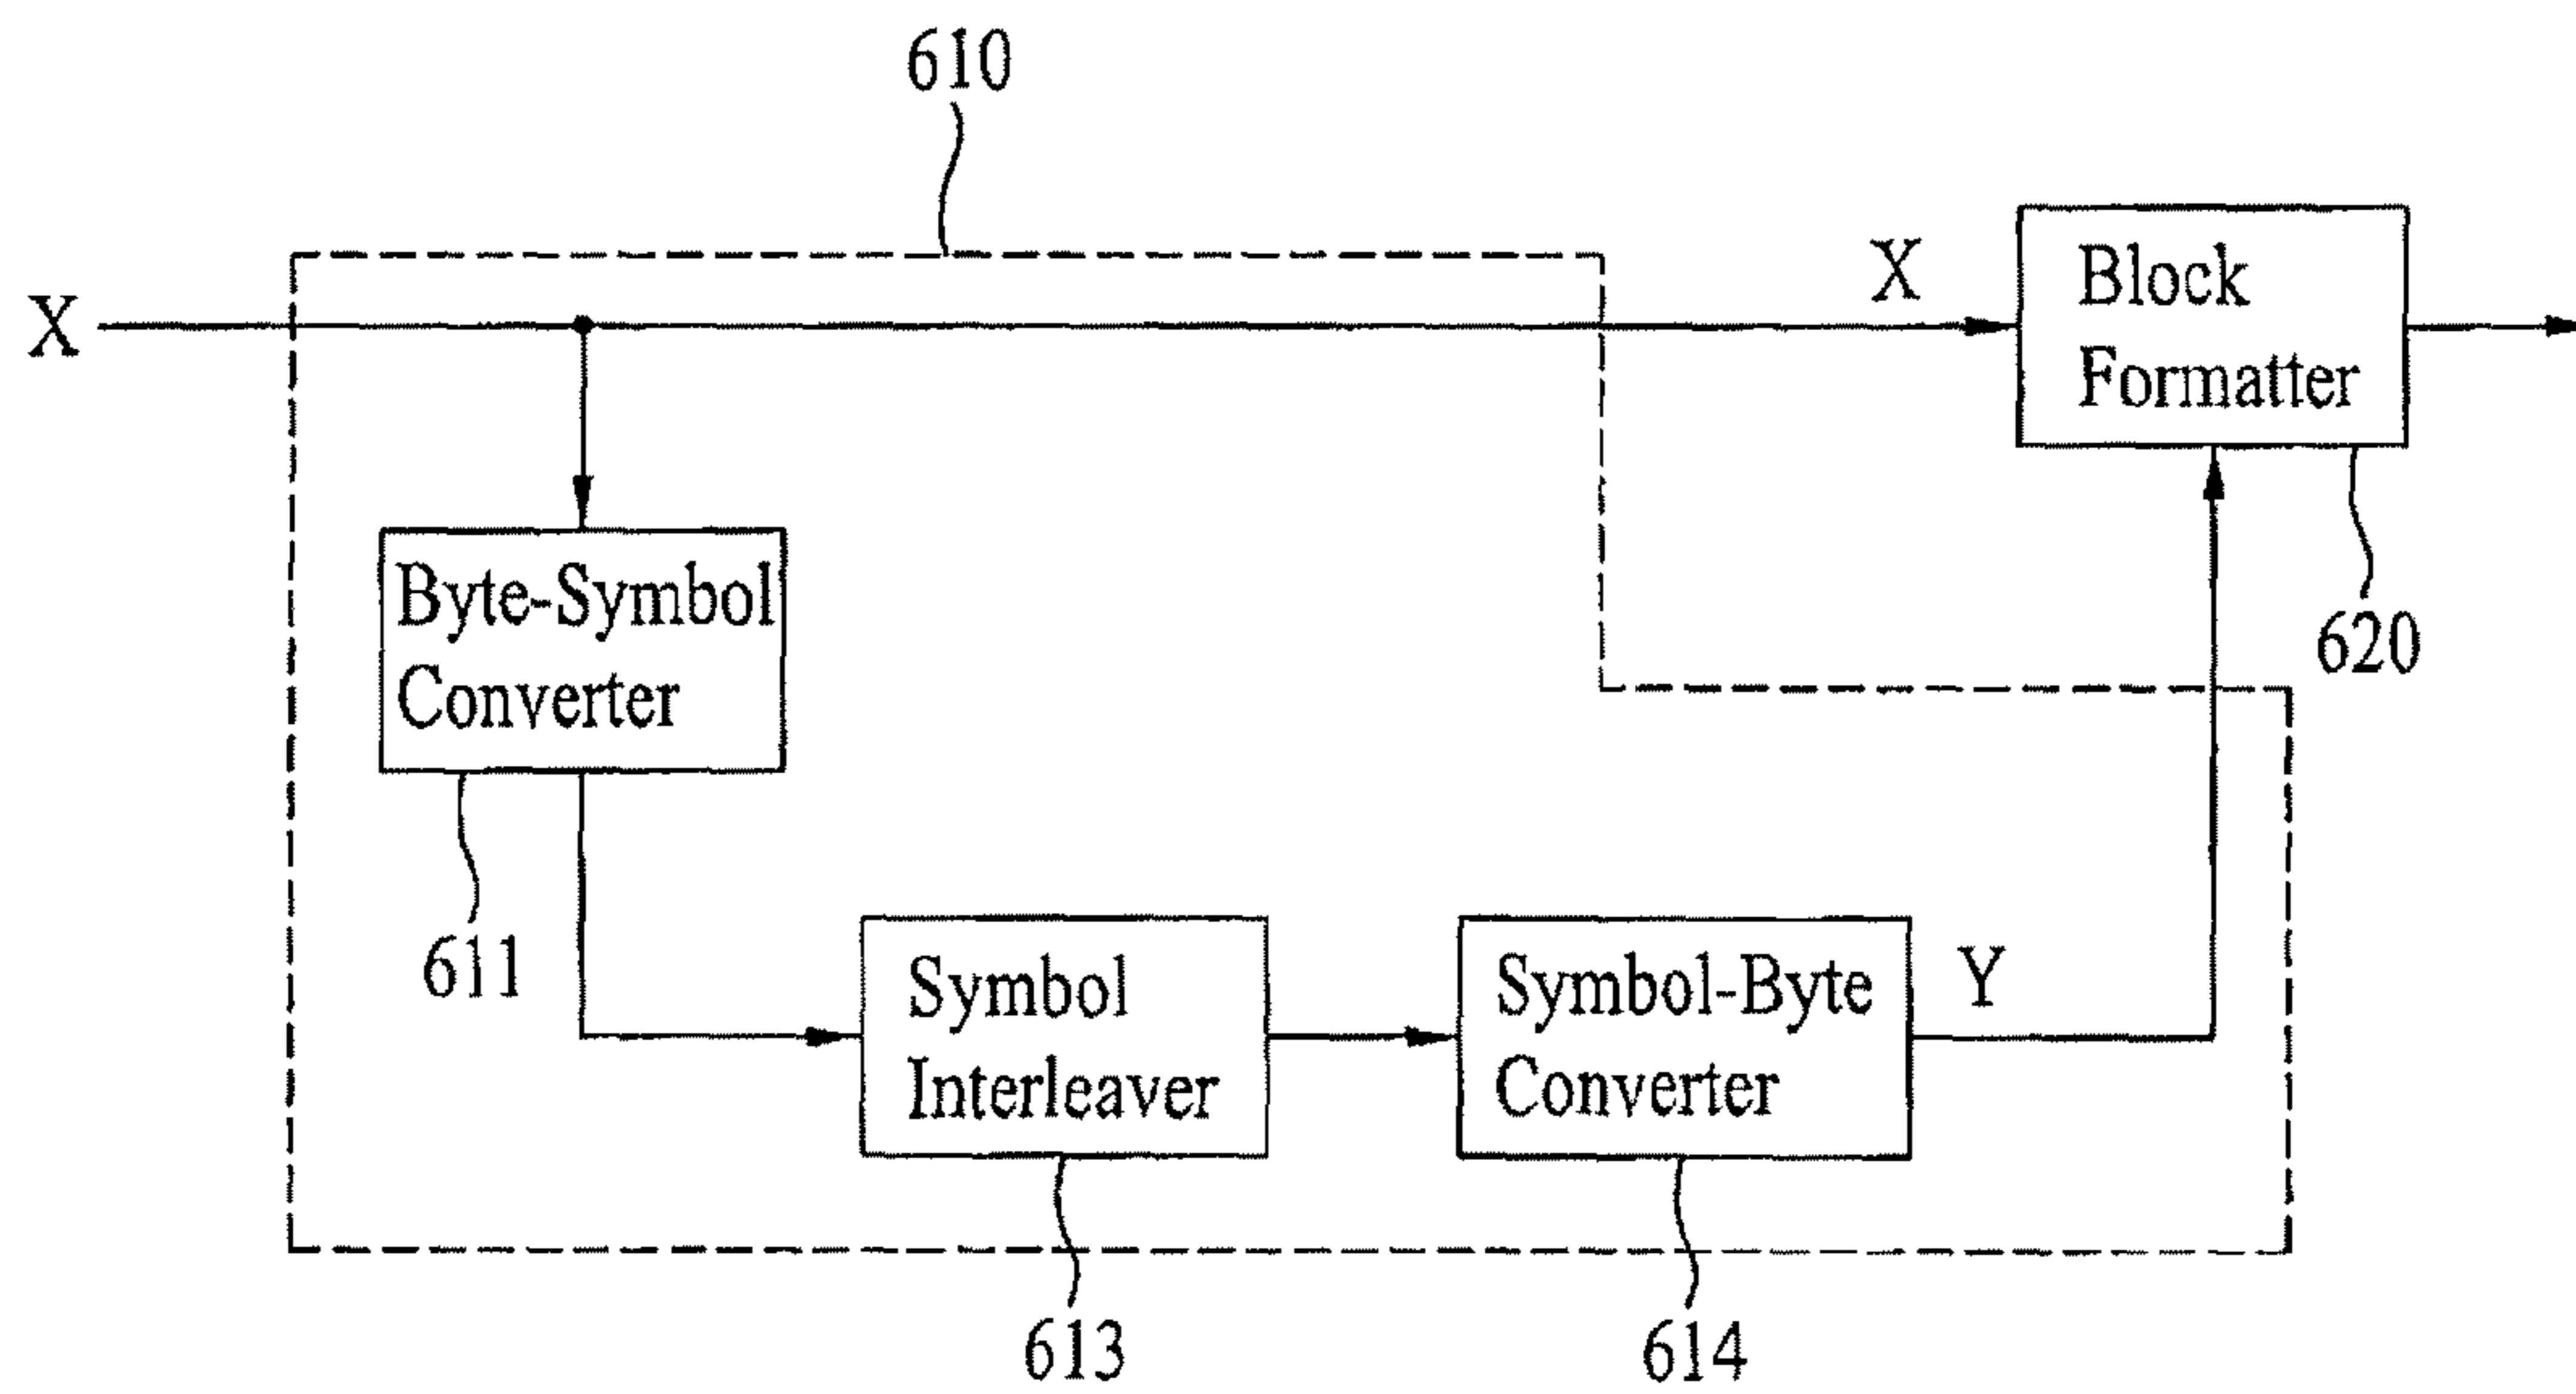 610
X
X
Block
Formatter
Byte-Symbol
Converter
620
611
Symbol
Interleaver
Symbol-Byte
Converter
Y
613
614